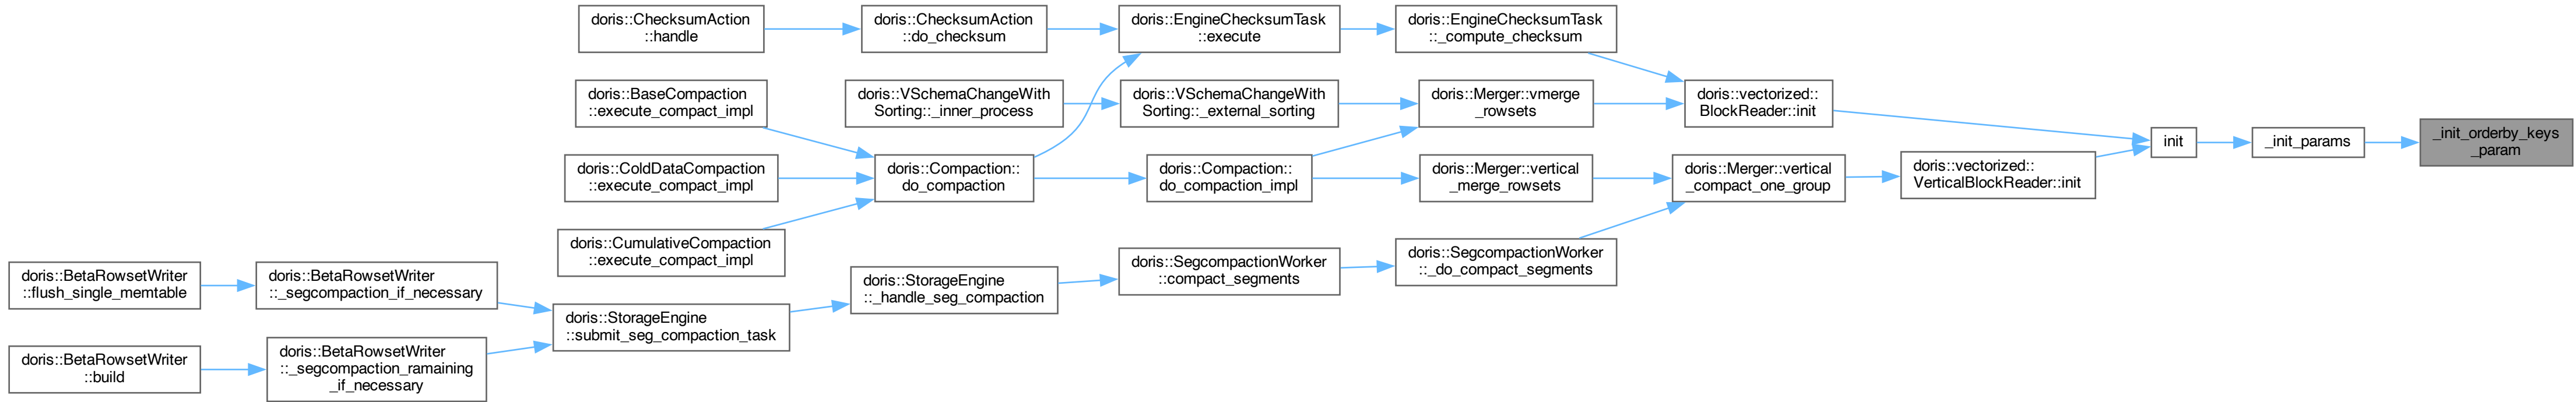 doris::ChecksumAction
::handle
doris::ChecksumAction
::do_checksum
doris::EngineChecksumTask
::execute
doris::EngineChecksumTask
::_compute_checksum
doris::BaseCompaction
::execute_compact_impl
doris::VSchemaChangeWith
Sorting::_inner_process
doris::VSchemaChangeWith
Sorting::_external_sorting
doris::Merger::vmerge
_rowsets
doris::vectorized::
BlockReader::init
_init_orderby_keys
_param
init
_init_params
doris::ColdDataCompaction
::execute_compact_impl
doris::Compaction::
do_compaction
doris::Compaction::
do_compaction_impl
doris::Merger::vertical
_merge_rowsets
doris::Merger::vertical
_compact_one_group
doris::vectorized::
VerticalBlockReader::init
doris::CumulativeCompaction
::execute_compact_impl
doris::SegcompactionWorker
::compact_segments
doris::SegcompactionWorker
::_do_compact_segments
doris::BetaRowsetWriter
::flush_single_memtable
doris::BetaRowsetWriter
::_segcompaction_if_necessary
doris::StorageEngine
::_handle_seg_compaction
doris::StorageEngine
::submit_seg_compaction_task
doris::BetaRowsetWriter
::build
doris::BetaRowsetWriter
::_segcompaction_ramaining
_if_necessary